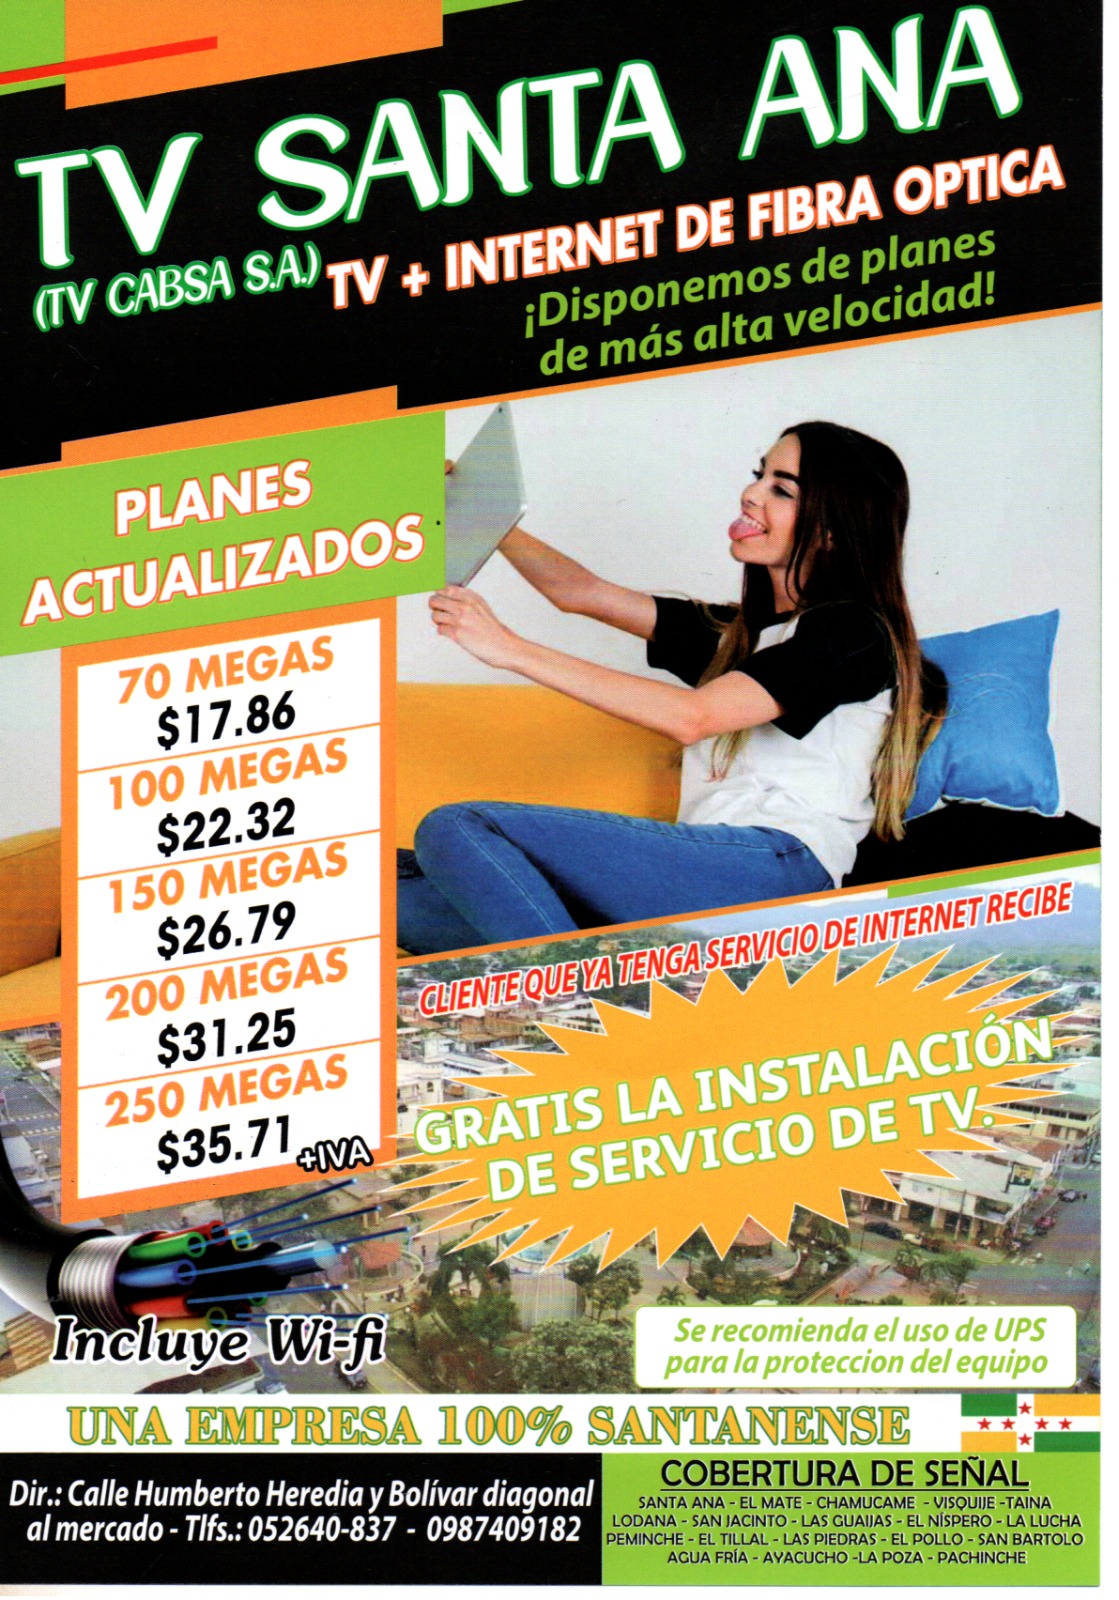 TV SANTA ANA
(TV CABSA S.A.)
TV + INTERNET DE FIBRA OPTICA
¡Disponemos de planes
de más alta velocidad!
PLANES
ACTUALIZADOS
70 MEGAS
$17.86
100 MEGAS
$22.32
150 MEGAS
$26.79
200 MEGAS
$31.25
250 MEGAS
$35.71 +IVA
CLIENTE QUE YA TENGA SERVICIO DE INTERNET RECIBE
GRATIS LA INSTALACIÓN
DE SERVICIO DE TV.
Incluye Wi-fi
Se recomienda el uso de UPS
para la proteccion del equipo
UNA EMPRESA 100% SANTANENSE
Dir.: Calle Humberto Heredia y Bolívar diagonal
al mercado - Tlfs.: 052640-837 - 0987409182
COBERTURA DE SEÑAL
SANTA ANA - EL MATE - CHAMUCAME - VISQUIJE -TAINA
LODANA - SAN JACINTO - LAS GUAIJAS - EL NÍSPERO - LA LUCHA
PEMINCHE - EL TILLAL - LAS PIEDRAS - EL POLLO - SAN BARTOLO
AGUA FRÍA - AYACUCHO -LA POZA - PACHINCHE